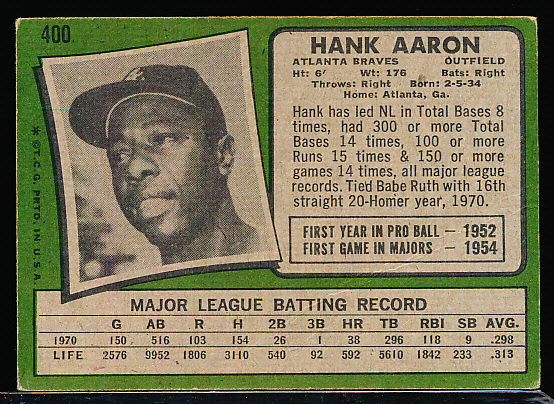 400
HANK AARON
ATLANTA BRAVES OUTFIELD
Ht: 6' Wt: 176 Bats: Right
Throws: Right Born: 2-5-34
Home: Atlanta, Ga.
Hank has led NL in Total Bases 8
times, had 300 or more Total
Bases 14 times, 100 or more
Runs 15 times & 150 or more
games 14 times, all major league
records. Tied Babe Ruth with 16th
straight 20-Homer year, 1970.
FIRST YEAR IN PRO BALL — 1952
FIRST GAME IN MAJORS — 1954
* © T. C. G. PRTD. IN U.S.A.
MAJOR LEAGUE BATTING RECORD
G AB R H 2B 3B HR TB RBI SB AVG.
1970 150 516 103 154 26 1 38 296 118 9 .298
LIFE 2576 9952 1806 3110 540 92 592 5610 1842 233 .313